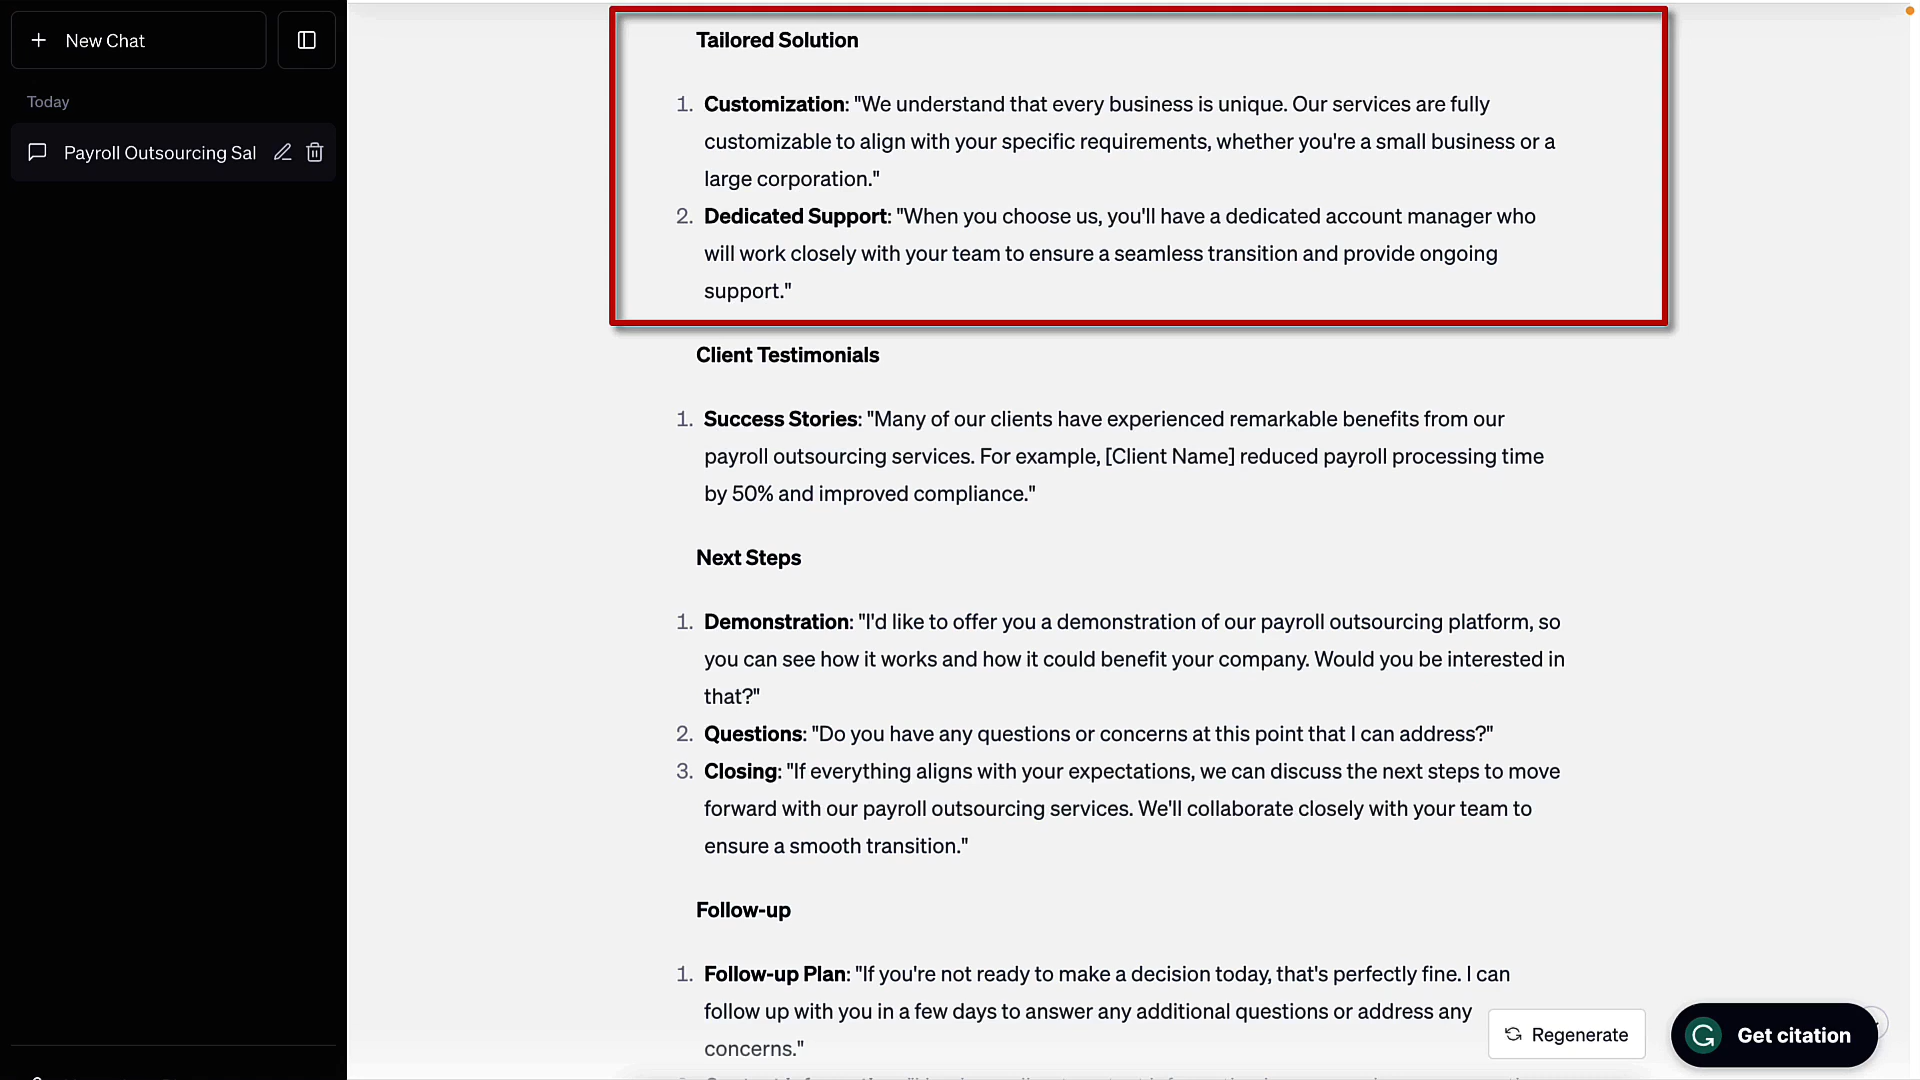 New Chat
Today
Payroll Outsourcing Sal
Tailored Solution
1. Customization: "We understand that every business is unique. Our services are fully
customizable to align with your specific requirements, whether you're a small business or a
large corporation."
2. Dedicated Support: "When you choose us, you'll have a dedicated account manager who
will work closely with your team to ensure a seamless transition and provide ongoing
support."
Client Testimonials
1. Success Stories: "Many of our clients have experienced remarkable benefits from our
payroll outsourcing services. For example, [Client Name] reduced payroll processing time
by 50% and improved compliance."
Next Steps
1. Demonstration: "I'd like to offer you a demonstration of our payroll outsourcing platform, so
you can see how it works and how it could benefit your company. Would you be interested in
that?"
2. Questions: "Do you have any questions or concerns at this point that I can address?"
3. Closing: "If everything aligns with your expectations, we can discuss the next steps to move
forward with our payroll outsourcing services. We'll collaborate closely with your team to
ensure a smooth transition."
Follow-up
1. Follow-up Plan: "If you're not ready to make a decision today, that's perfectly fine. I can
follow up with you in a few days to answer any additional questions or address any
concerns."
Regenerate
Get citation